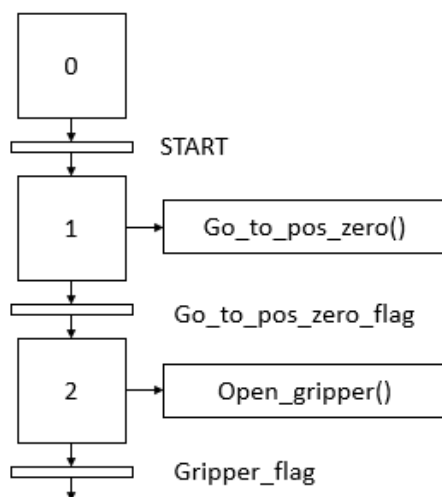 0
START
1
Go_to_pos_zero()
Go_to_pos_zero_flag
2
Open_gripper()
Gripper_flag